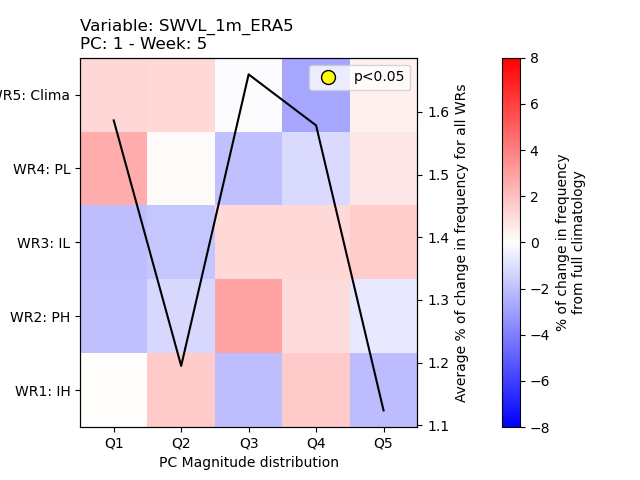 Variable: SWVL_1m_ERA5
PC: 1 - Week: 5
p<0.05
WR5: Clima
WR4: PL
WR3: IL
WR2: PH
WR1: IH
Q1 Q2 Q3 Q4 Q5
PC Magnitude distribution
1.6
1.5
1.4
1.3
1.2
1.1
Average % of change in frequency for all WRs
8
6
4
2
0
−2
−4
−6
−8
% of change in frequency
from full climatology